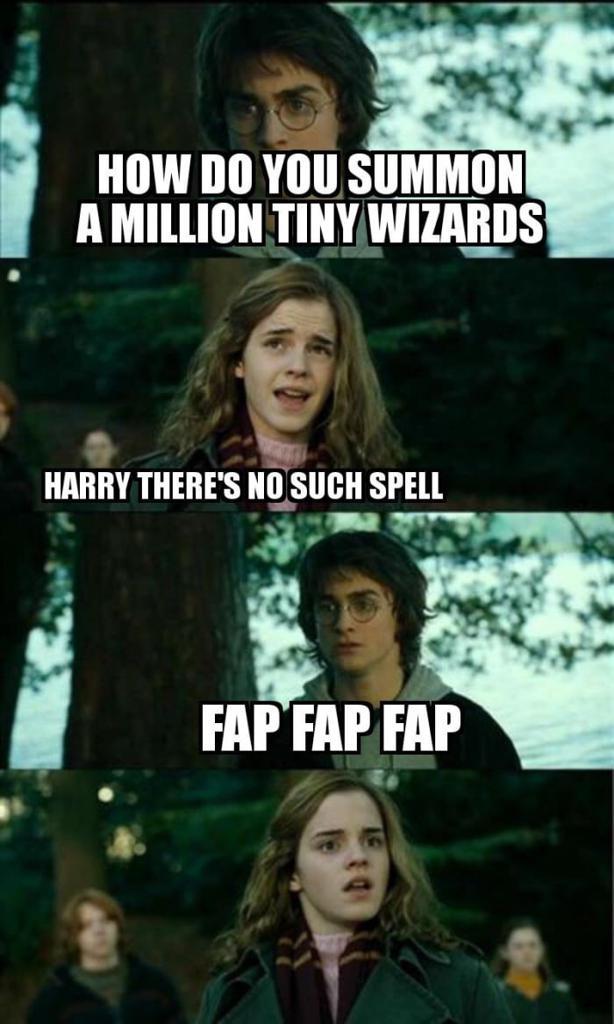 HOW DO YOU SUMMON
A MILLION TINY WIZARDS
HARRY THERE'S NO SUCH SPELL
FAP FAP FAP